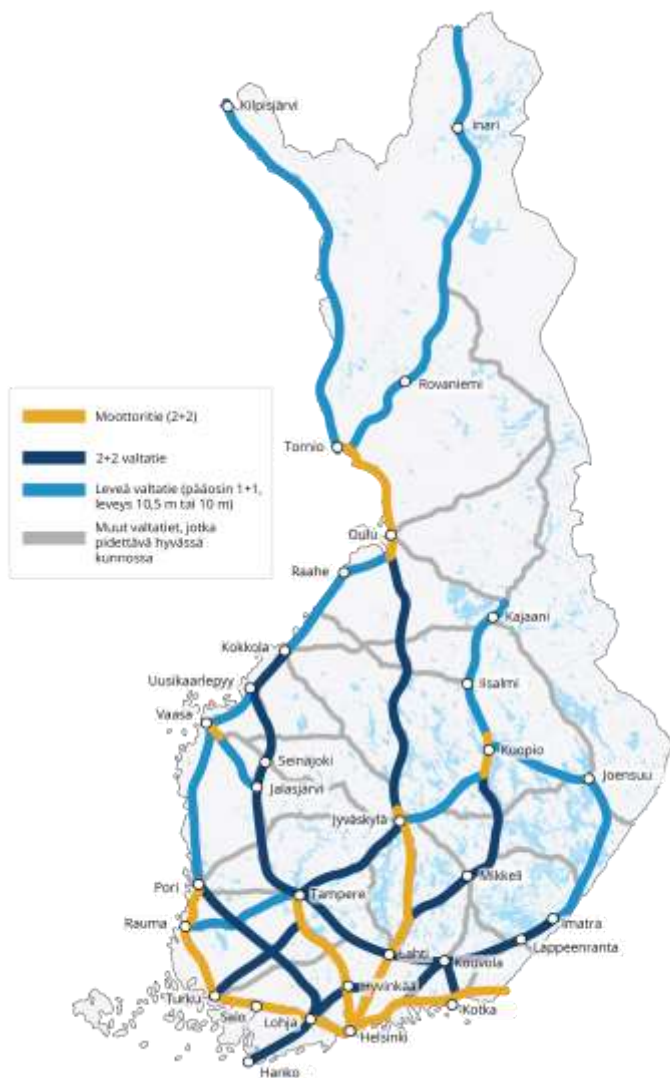 Kilpisjärvi
Inari
Rovaniemi
Moottoritie (2+2)
2+2 valtatie
Leveä valtatie (pääosin 1+1,
leveys 10,5 m tai 10 m)
Muut valtatiet, jotka
pidettävä hyvässä
kunnossa
Tornio
Oulu
Raahe
Kajaani
Kokkola
Iisalmi
Uusikaarlepyy
Vaasa
Kuopio
Seinäjoki
Joensuu
Jalasjärvi
Jyväskylä
Mikkeli
Pori
Tampere
Imatra
Rauma
Lappeenranta
Lahti
Kouvola
Hyvinkää
Turku
Kotka
Salo
Lohja
Helsinki
Hanko